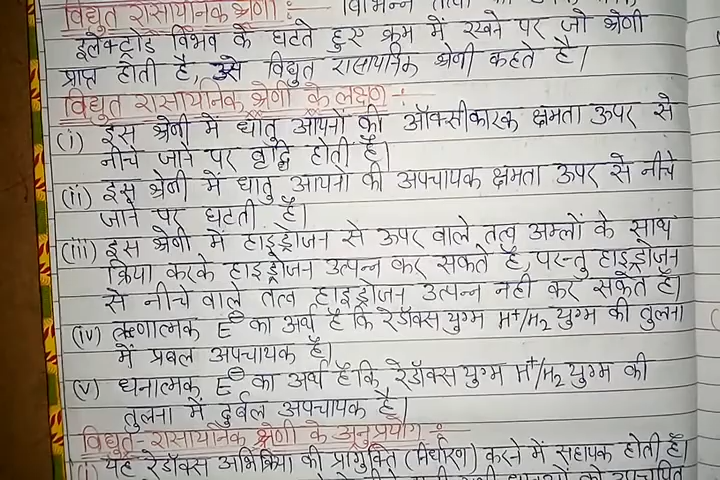 विद्युत रासायनिक श्रेणी :- विभिन्न
इलेक्ट्रोड विभव के घटते हुए क्रम में रखने पर जो श्रेणी
प्राप्त होती है, उसे विद्युत रासायनिक श्रेणी कहते है।
विद्युत रासायनिक श्रेणी के लक्षण :-
(i) इस श्रेणी में धातु आयनों की ऑक्सीकारक क्षमता ऊपर से
नीचे जाने पर वृद्धि होती है।
(ii) इस श्रेणी में धातु आयनों की अपचायक क्षमता ऊपर से नीचे
जाने पर घटती है।
(iii) इस श्रेणी में हाइड्रोजन से ऊपर वाले तत्व अम्लों के साथ
क्रिया करके हाइड्रोजन उत्पन्न कर सकते है, परन्तु हाइड्रोजन
से नीचे वाले तत्व हाइड्रोजन उत्पन्न नहीं कर सकते है।
(iv) ऋणात्मक E⊖ का अर्थ है कि रेडॉक्स युग्म H⁺/H₂ युग्म की तुलना
में प्रबल अपचायक है।
(v) धनात्मक E⊖ का अर्थ है कि रेडॉक्स युग्म H⁺/H₂ युग्म की
तुलना में दुर्बल अपचायक है।
विद्युत-रासायनिक श्रेणी के अनुप्रयोग :-
(i यह रेडॉक्स अभिक्रिया की प्रागुक्ति (निर्धारण) करने में सहायक होती है।